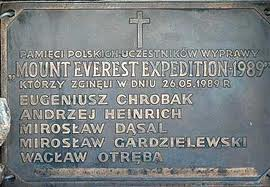 PAMIĘCI POLSKICH UCZESTNIKÓW WYPRAWY
„MOUNT EVEREST EXPEDITION-1989”
KTÓRZY ZGINĘLI W DNIU 26.05.1989 R
EUGENIUSZ CHROBAK
ANDRZEJ HEINRICH
MIROSŁAW DĄSAL
MIROSŁAW GARDZIELEWSKI
WACŁAW OTRĘBA